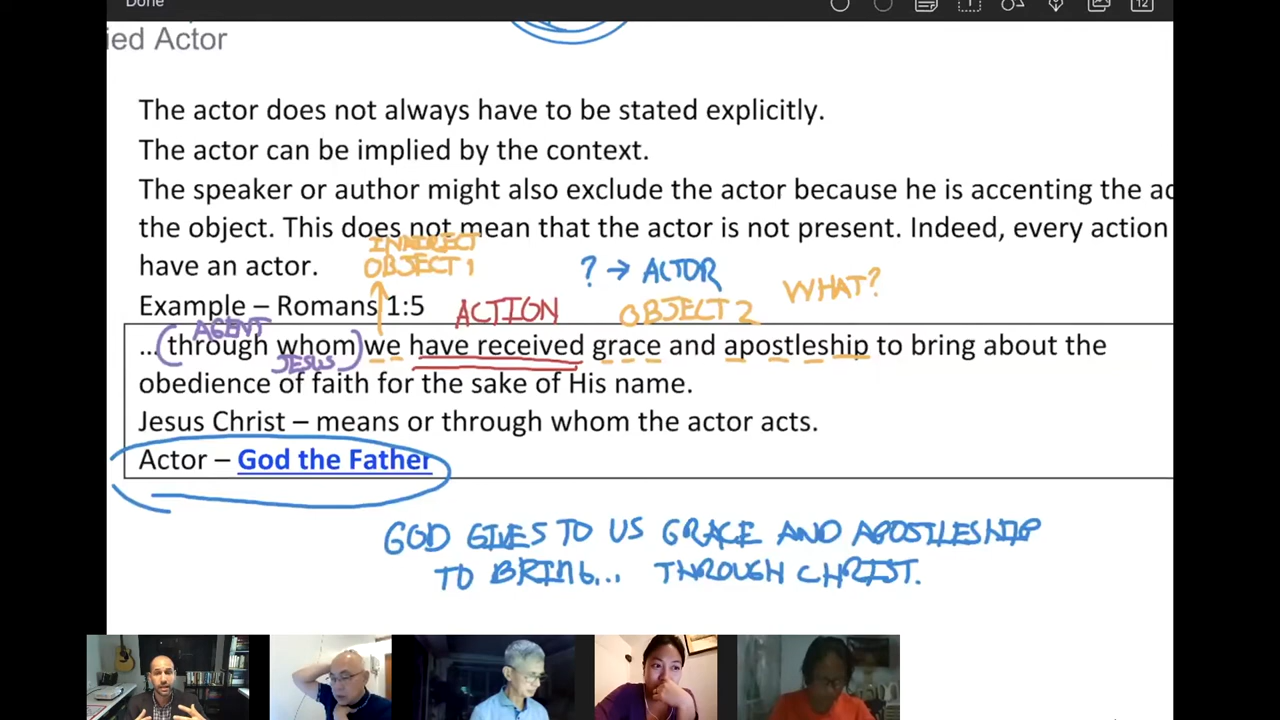 Done
ied Actor
The actor does not always have to be stated explicitly.
The actor can be implied by the context.
The speaker or author might also exclude the actor because he is accenting the ac
the object. This does not mean that the actor is not present. Indeed, every action
have an actor.
INDIRECT
OBJECT 1
? → ACTOR
WHAT?
Example – Romans 1:5
ACTION
OBJECT 2
AGENT
... (through whom) we have received grace and apostleship to bring about the
JESUS
obedience of faith for the sake of His name.
Jesus Christ – means or through whom the actor acts.
Actor – God the Father
GOD GIVES TO US GRACE AND APOSTLESHIP
TO BRING... THROUGH CHRIST.